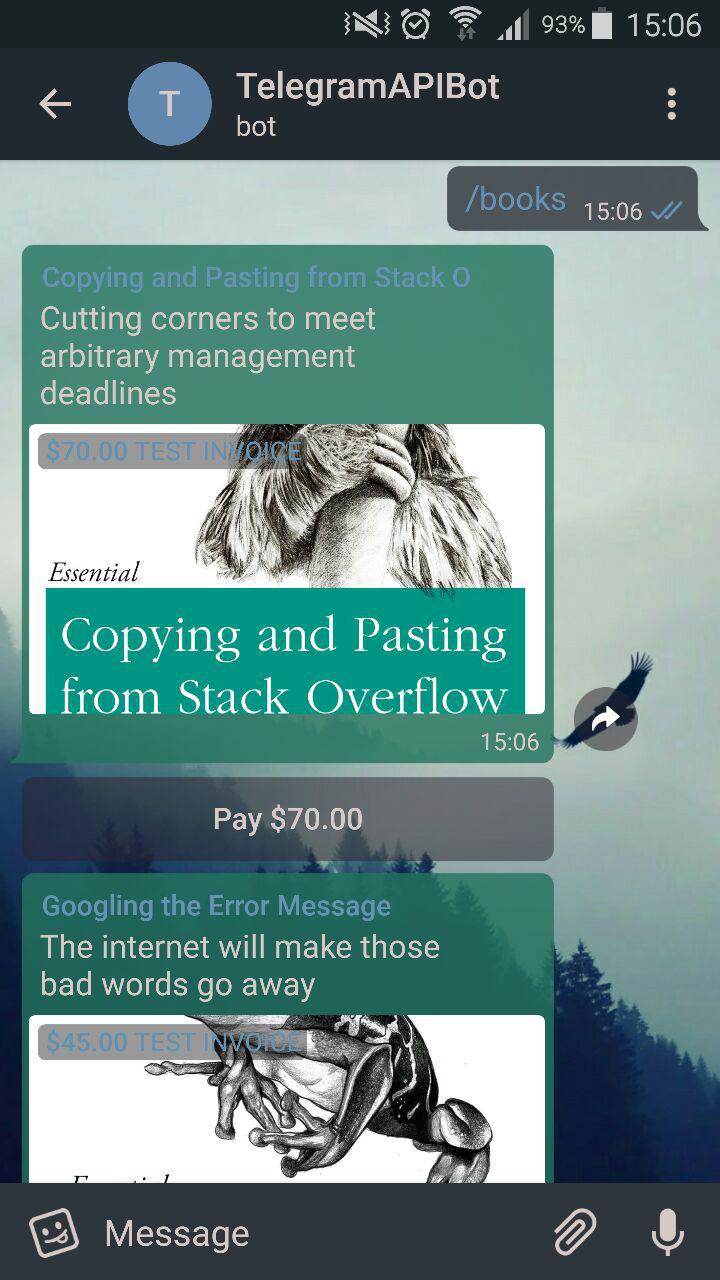 93% 15:06
T
TelegramAPIBot
bot
/books 15:06
Copying and Pasting from Stack O
Cutting corners to meet
arbitrary management
deadlines
$70.00 TEST INVOICE
Essential
Copying and Pasting
from Stack Overflow
15:06
Pay $70.00
Googling the Error Message
The internet will make those
bad words go away
$45.00 TEST INVOICE
Essential
Message